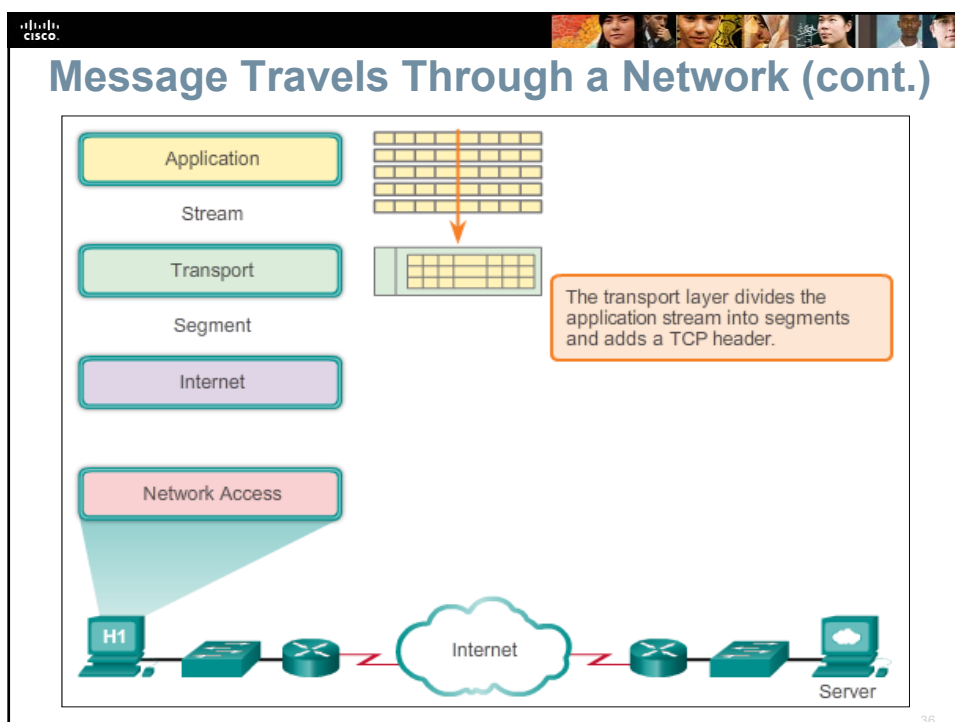 CISCO.
Message Travels Through a Network (cont.)
Application
Stream
Transport
The transport layer divides the
application stream into segments
and adds a TCP header.
Segment
Internet
Network Access
H1
Internet
Server
36